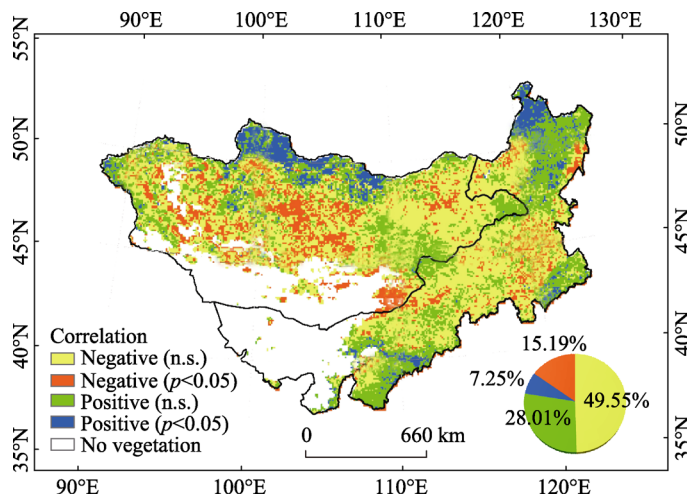 90°E 100°E 110°E 120°E 130°E
55°N 50°N 45°N 40°N 35°N
50°N 45°N 40°N 35°N
Correlation
Negative (n.s.)
Negative (p<0.05)
Positive (n.s.)
Positive (p<0.05)
No vegetation
0 660 km
15.19%
7.25%
49.55%
28.01%
90°E 100°E 110°E 120°E